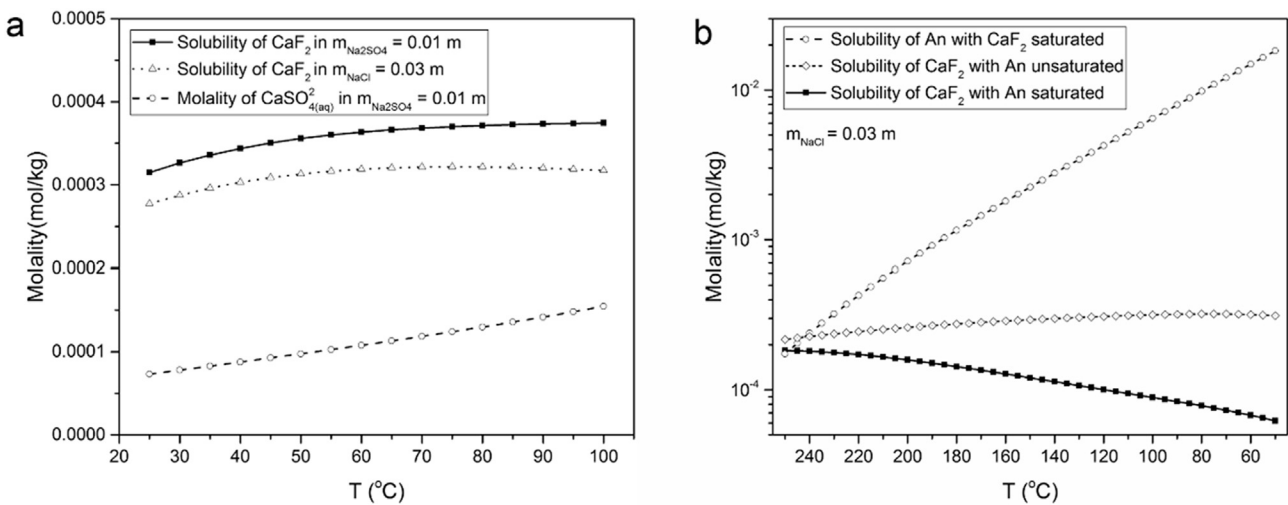 a
Solubility of CaF2 in mNa2SO4 = 0.01 m
Solubility of CaF2 in mNaCl = 0.03 m
Molality of CaSO4(aq)2 in mNa2SO4 = 0.01 m
0.0005
0.0004
0.0003
0.0002
0.0001
0.0000
Molality(mol/kg)
20 30 40 50 60 70 80 90 100
T (°C)
b
Solubility of An with CaF2 saturated
Solubility of CaF2 with An unsaturated
Solubility of CaF2 with An saturated
mNaCl = 0.03 m
10-2
10-3
10-4
Molality(mol/kg)
240 220 200 180 160 140 120 100 80 60
T (°C)